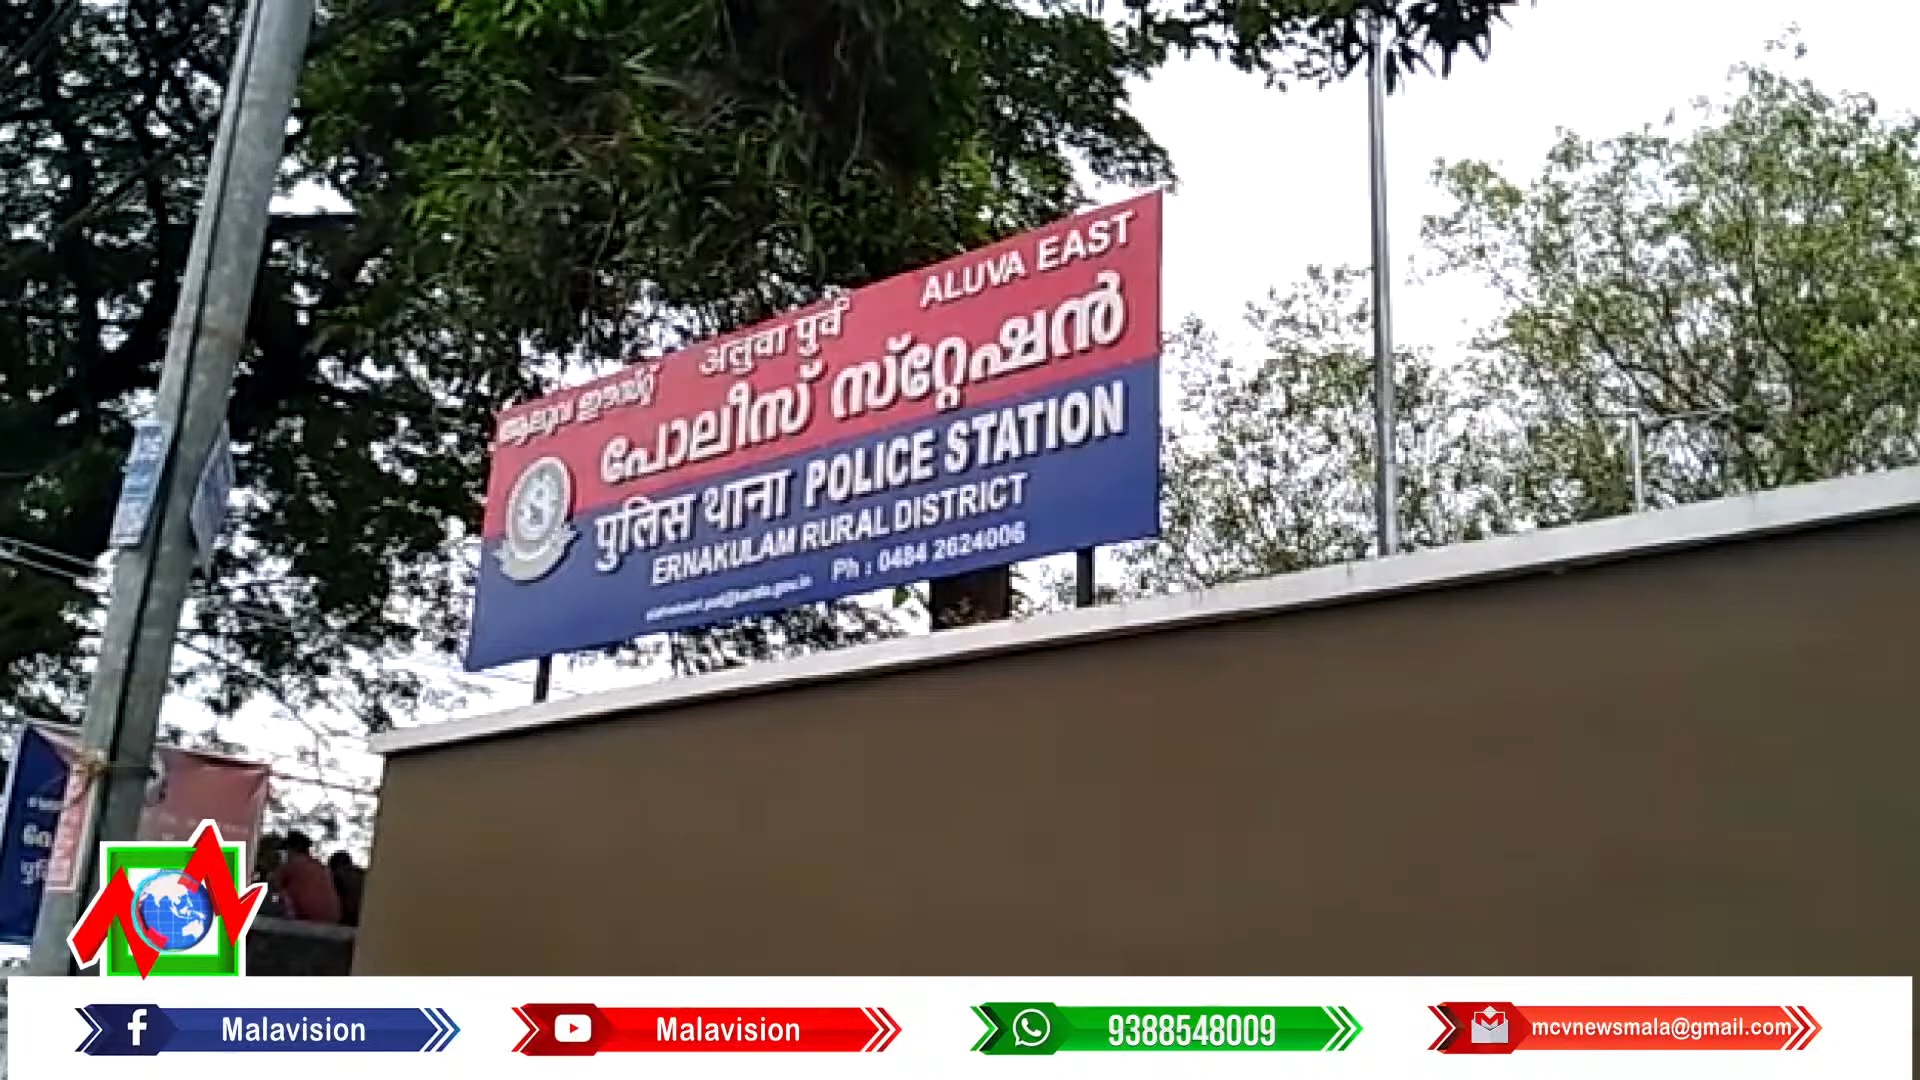 ആലുവ ഈസ്റ്റ് अलुवा पुर्व ALUVA EAST
പോലീസ് സ്റ്റേഷൻ
पुलिस थाना POLICE STATION
ERNAKULAM RURAL DISTRICT
Ph : 0484 2624006
Malavision Malavision 9388548009 mcvnewsmala@gmail.com